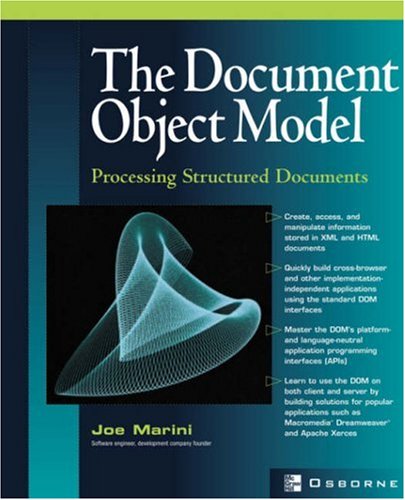 The Document
Object Model
Processing Structured Documents
Create, access, and
manipulate information
stored in XML and HTML
documents
Quickly build cross-browser
and other implementation-
independent applications
using the standard DOM
interfaces
Master the DOM's platform-
and language-neutral
application programming
interfaces (APIs)
Learn to use the DOM on
both client and server by
building solutions for popular
applications such as
Macromedia® Dreamweaver®
and Apache Xerces
Joe Marini
Software engineer, development company founder
OSBORNE